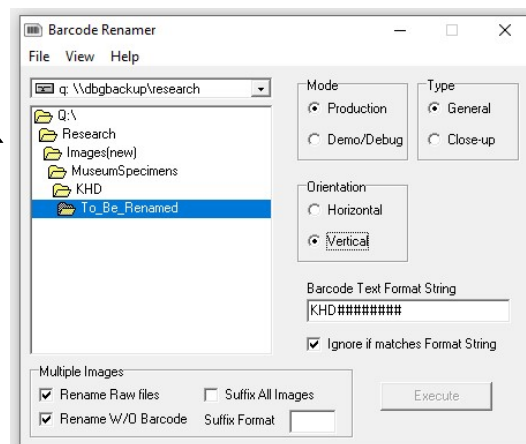 Barcode Renamer
File View Help
q: \\dbgbackup\research
Q:\
Research
Images(new)
MuseumSpecimens
KHD
To_Be_Renamed
Mode
Production
Demo/Debug
Type
General
Close-up
Orientation
Horizontal
Vertical
Barcode Text Format String
KHD########
Ignore if matches Format String
Multiple Images
Rename Raw files
Suffix All Images
Rename W/O Barcode
Suffix Format
Execute